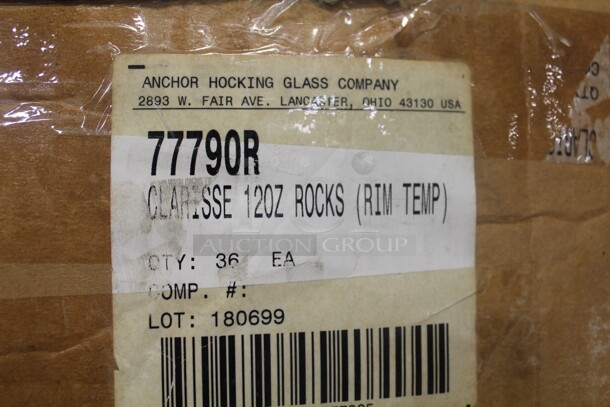 ANCHOR HOCKING GLASS COMPANY
2893 W. FAIR AVE. LANCASTER, OHIO 43130 USA
77790R
CLARISSE 12OZ ROCKS (RIM TEMP)
AUCTION GROUP
QTY: 36 EA
COMP. #:
LOT: 180699